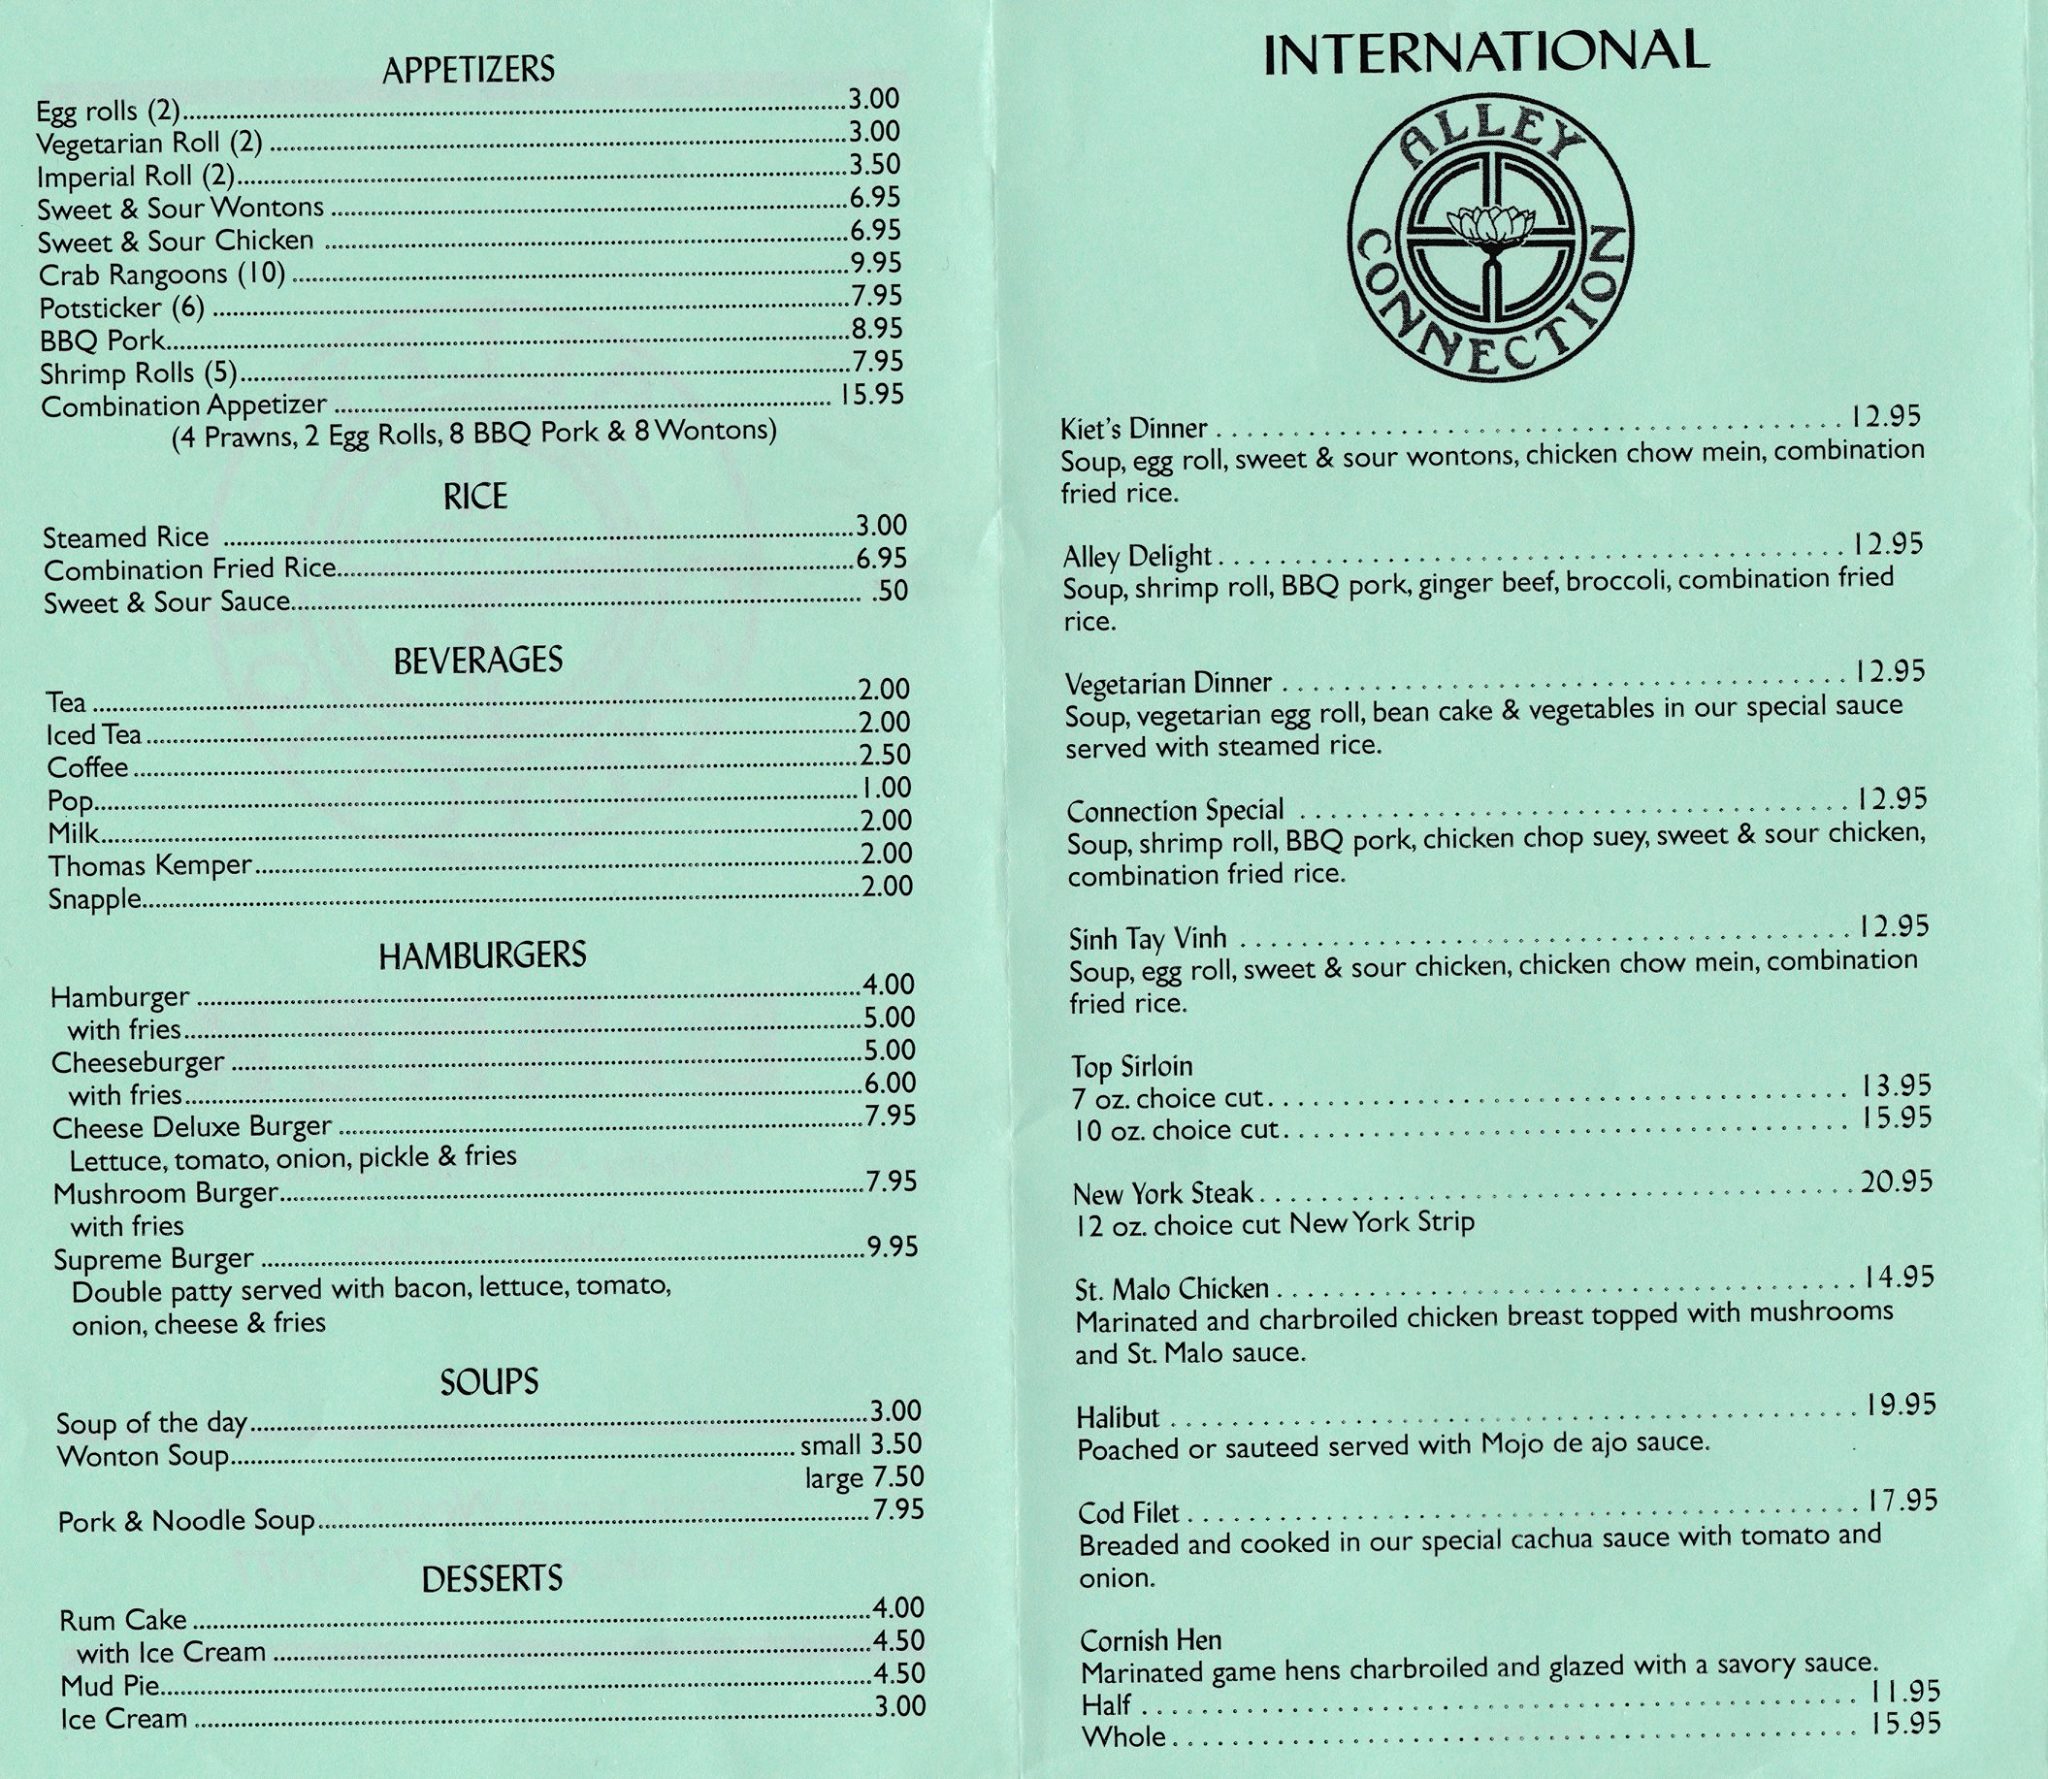 APPETIZERS
Egg rolls (2)...3.00
Vegetarian Roll (2)...3.00
Imperial Roll (2)...3.50
Sweet & Sour Wontons...6.95
Sweet & Sour Chicken...6.95
Crab Rangoons (10)...9.95
Potsticker (6)...7.95
BBQ Pork...8.95
Shrimp Rolls (5)...7.95
Combination Appetizer...15.95
(4 Prawns, 2 Egg Rolls, 8 BBQ Pork & 8 Wontons)
RICE
Steamed Rice...3.00
Combination Fried Rice...6.95
Sweet & Sour Sauce....50
BEVERAGES
Tea...2.00
Iced Tea...2.00
Coffee...2.50
Pop...1.00
Milk...2.00
Thomas Kemper...2.00
Snapple...2.00
HAMBURGERS
Hamburger...4.00
with fries...5.00
Cheeseburger...5.00
with fries...6.00
Cheese Deluxe Burger...7.95
Lettuce, tomato, onion, pickle & fries
Mushroom Burger...7.95
with fries
Supreme Burger...9.95
Double patty served with bacon, lettuce, tomato,
onion, cheese & fries
SOUPS
Soup of the day...3.00
Wonton Soup...small 3.50
large 7.50
Pork & Noodle Soup...7.95
DESSERTS
Rum Cake...4.00
with Ice Cream...4.50
Mud Pie...4.50
Ice Cream...3.00
INTERNATIONAL
ALLEY
CONNECTION
Kiet's Dinner...12.95
Soup, egg roll, sweet & sour wontons, chicken chow mein, combination
fried rice.
Alley Delight...12.95
Soup, shrimp roll, BBQ pork, ginger beef, broccoli, combination fried
rice.
Vegetarian Dinner...12.95
Soup, vegetarian egg roll, bean cake & vegetables in our special sauce
served with steamed rice.
Connection Special...12.95
Soup, shrimp roll, BBQ pork, chicken chop suey, sweet & sour chicken,
combination fried rice.
Sinh Tay Vinh...12.95
Soup, egg roll, sweet & sour chicken, chicken chow mein, combination
fried rice.
Top Sirloin
7 oz. choice cut...13.95
10 oz. choice cut...15.95
New York Steak...20.95
12 oz. choice cut New York Strip
St. Malo Chicken...14.95
Marinated and charbroiled chicken breast topped with mushrooms
and St. Malo sauce.
Halibut...19.95
Poached or sauteed served with Mojo de ajo sauce.
Cod Filet...17.95
Breaded and cooked in our special cachua sauce with tomato and
onion.
Cornish Hen
Marinated game hens charbroiled and glazed with a savory sauce.
Half...11.95
Whole...15.95